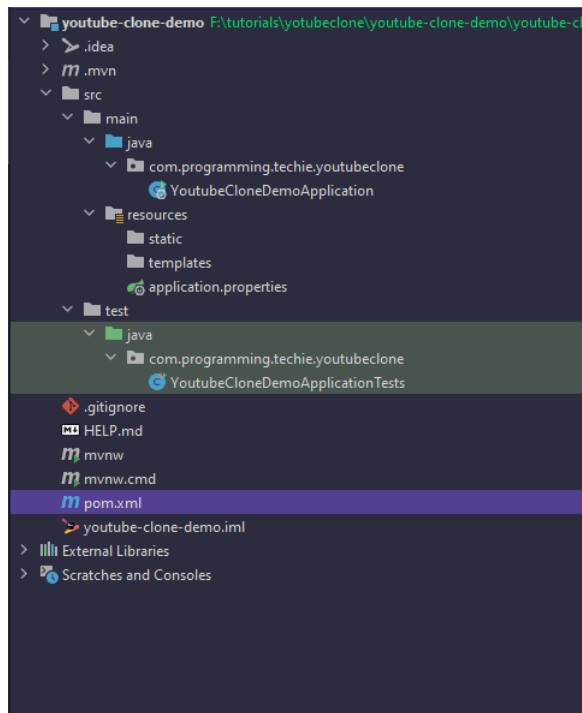 youtube-clone-demo F:\tutorials\yotubeclone\youtube-clone-demo\youtube-cl
.idea
.mvn
src
main
java
com.programming.techie.youtubeclone
YoutubeCloneDemoApplication
resources
static
templates
application.properties
test
java
com.programming.techie.youtubeclone
YoutubeCloneDemoApplicationTests
.gitignore
HELP.md
mvnw
mvnw.cmd
pom.xml
youtube-clone-demo.iml
External Libraries
Scratches and Consoles